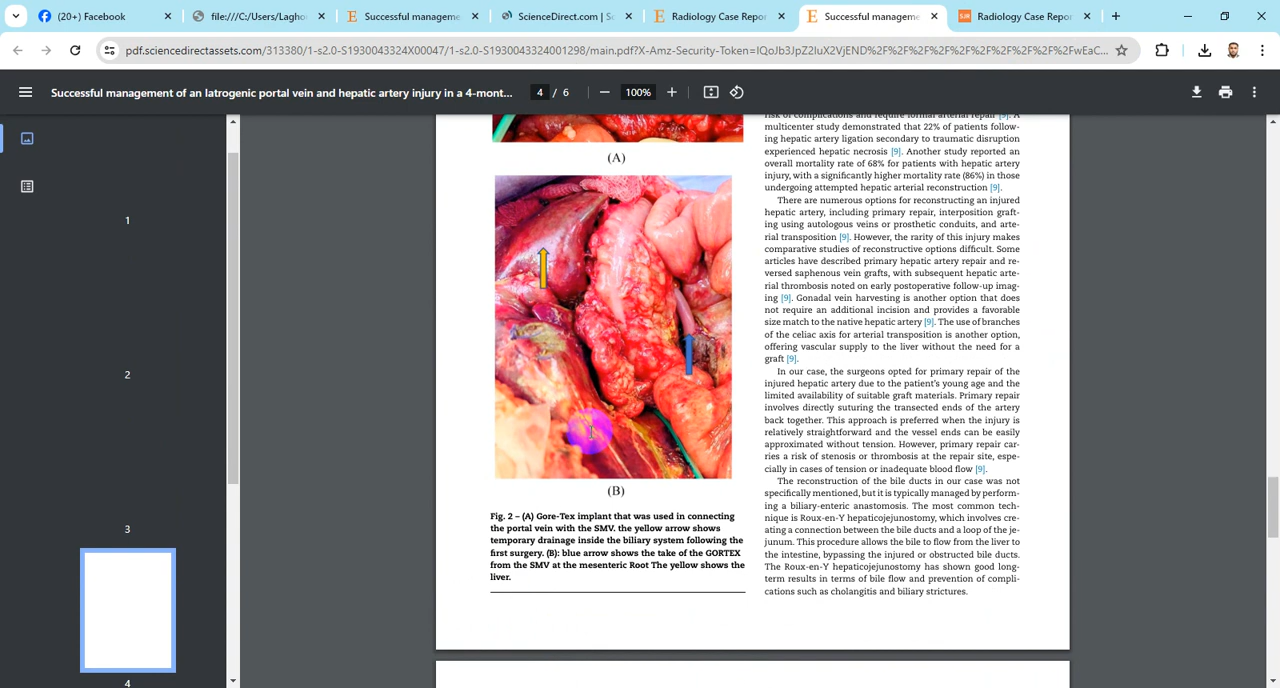 (20+) Facebook
file:///C:/Users/Lagho
Successful manageme
ScienceDirect.com | Sc
Radiology Case Repor
Successful manageme
Radiology Case Repor
pdf.sciencedirectassets.com/313380/1-s2.0-S1930043324X00047/1-s2.0-S1930043324001298/main.pdf?X-Amz-Security-Token=IQoJb3JpZ2luX2VjEND%2F%2F%2F%2F%2F%2F%2F%2F%2F%2FwEaC...
Successful management of an Iatrogenic portal vein and hepatic artery injury in a 4-mont...
4 / 6
100%
1
2
3
4
(A)
(B)
Fig. 2 – (A) Gore-Tex implant that was used in connecting
the portal vein with the SMV. the yellow arrow shows
temporary drainage inside the biliary system following the
first surgery. (B): blue arrow shows the take of the GORTEX
from the SMV at the mesenteric Root The yellow shows the
liver.
risk of complications and require formal arterial repair [9]. A
multicenter study demonstrated that 22% of patients follow-
ing hepatic artery ligation secondary to traumatic disruption
experienced hepatic necrosis [9]. Another study reported an
overall mortality rate of 68% for patients with hepatic artery
injury, with a significantly higher mortality rate (86%) in those
undergoing attempted hepatic arterial reconstruction [9].
There are numerous options for reconstructing an injured
hepatic artery, including primary repair, interposition graft-
ing using autologous veins or prosthetic conduits, and arte-
rial transposition [9]. However, the rarity of this injury makes
comparative studies of reconstructive options difficult. Some
articles have described primary hepatic artery repair and re-
versed saphenous vein grafts, with subsequent hepatic arte-
rial thrombosis noted on early postoperative follow-up imag-
ing [9]. Gonadal vein harvesting is another option that does
not require an additional incision and provides a favorable
size match to the native hepatic artery [9]. The use of branches
of the celiac axis for arterial transposition is another option,
offering vascular supply to the liver without the need for a
graft [9].
In our case, the surgeons opted for primary repair of the
injured hepatic artery due to the patient's young age and the
limited availability of suitable graft materials. Primary repair
involves directly suturing the transected ends of the artery
back together. This approach is preferred when the injury is
relatively straightforward and the vessel ends can be easily
approximated without tension. However, primary repair car-
ries a risk of stenosis or thrombosis at the repair site, espe-
cially in cases of tension or inadequate blood flow [9].
The reconstruction of the bile ducts in our case was not
specifically mentioned, but it is typically managed by perform-
ing a biliary-enteric anastomosis. The most common tech-
nique is Roux-en-Y hepaticojejunostomy, which involves cre-
ating a connection between the bile ducts and a loop of the je-
junum. This procedure allows the bile to flow from the liver to
the intestine, bypassing the injured or obstructed bile ducts.
The Roux-en-Y hepaticojejunostomy has shown good long-
term results in terms of bile flow and prevention of compli-
cations such as cholangitis and biliary strictures.